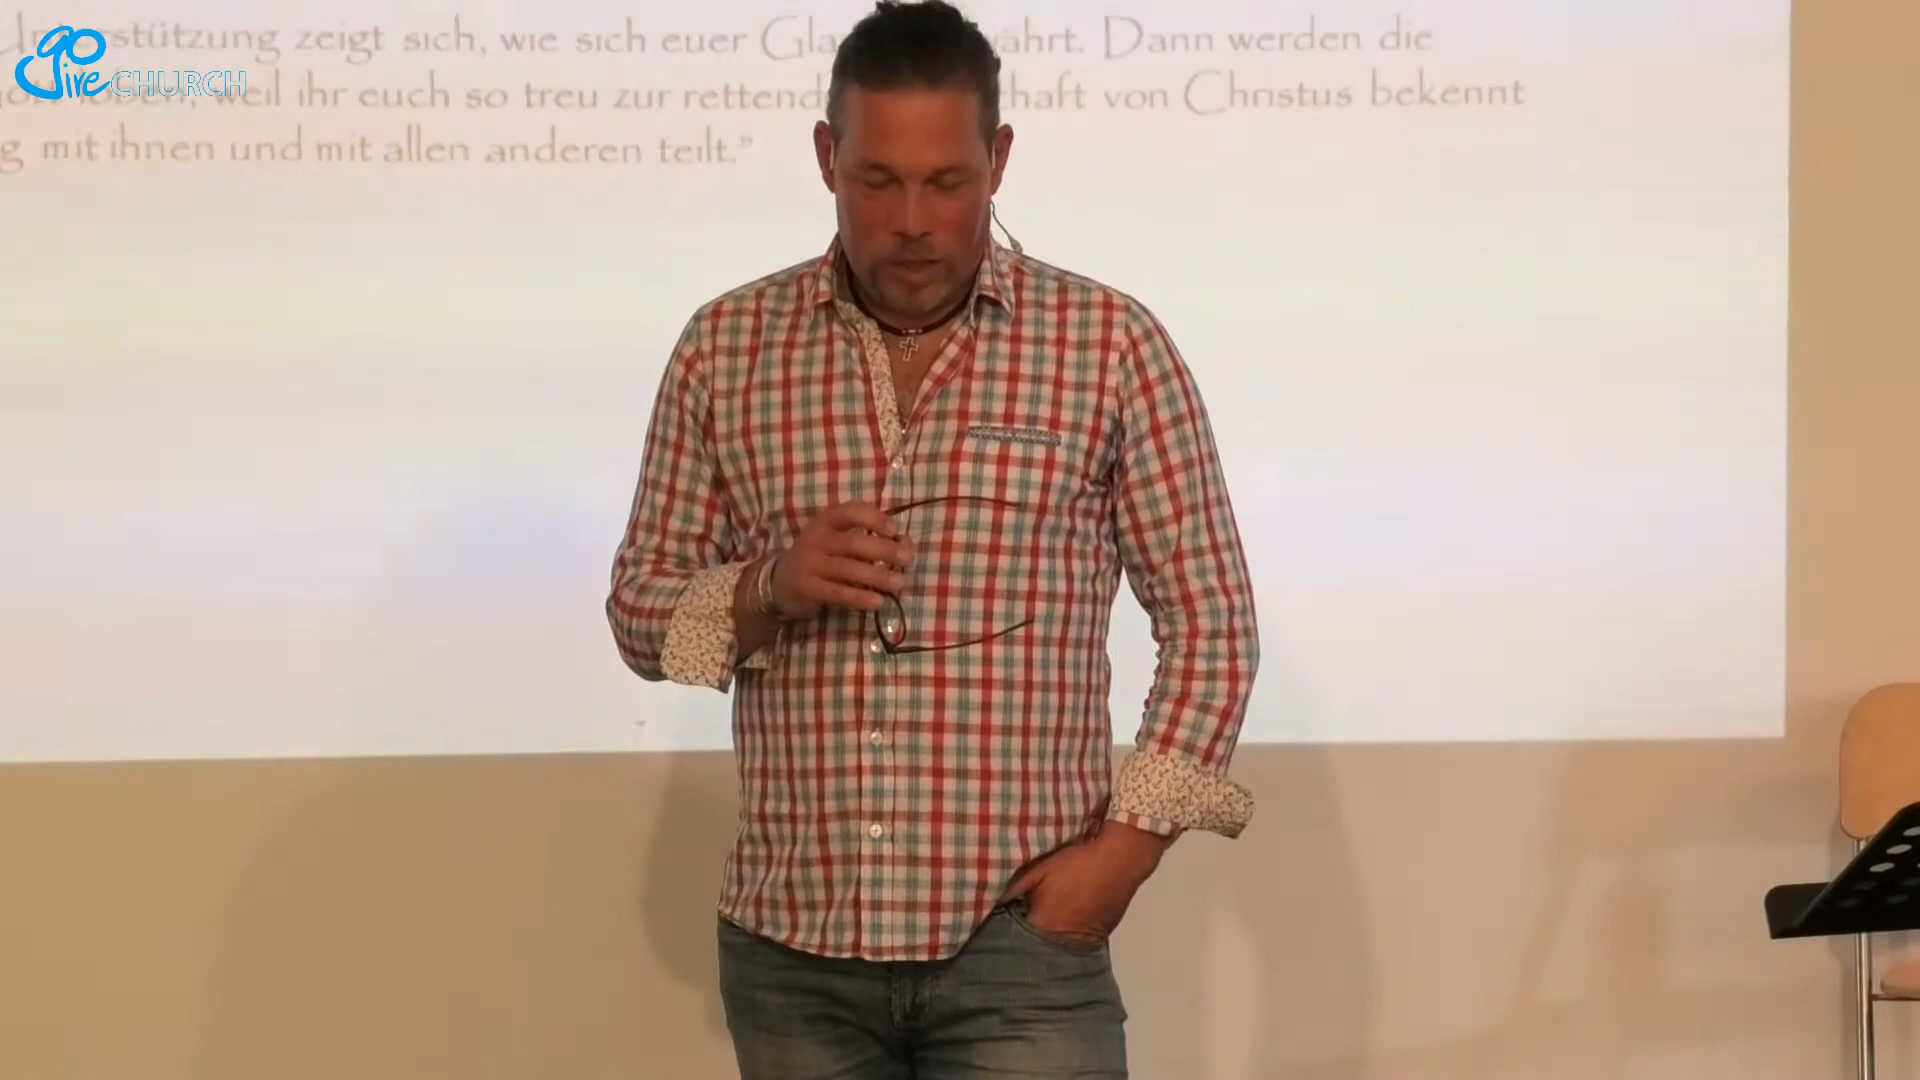 go
live CHURCH
stützung zeigt sich, wie sich euer Gla währt. Dann werden die
weil ihr euch so treu zur rettend haft von Christus bekennt
g mit ihnen und mit allen anderen teilt.”